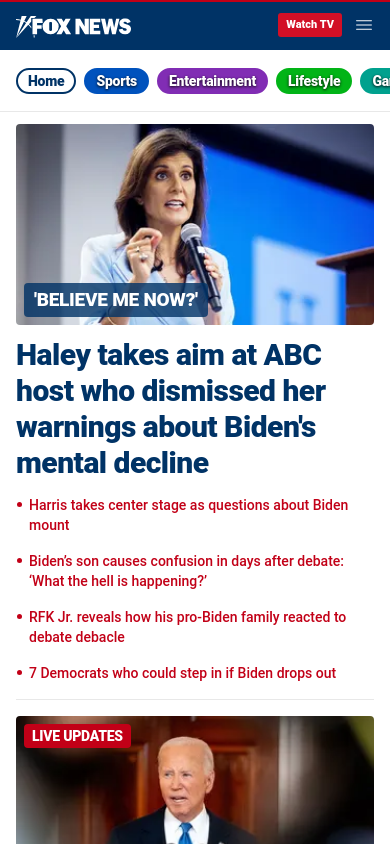 FOX NEWS
Watch TV
Home
Sports
Entertainment
Lifestyle
'BELIEVE ME NOW?'
Haley takes aim at ABC
host who dismissed her
warnings about Biden's
mental decline
• Harris takes center stage as questions about Biden
mount
• Biden’s son causes confusion in days after debate:
‘What the hell is happening?’
• RFK Jr. reveals how his pro-Biden family reacted to
debate debacle
• 7 Democrats who could step in if Biden drops out
LIVE UPDATES